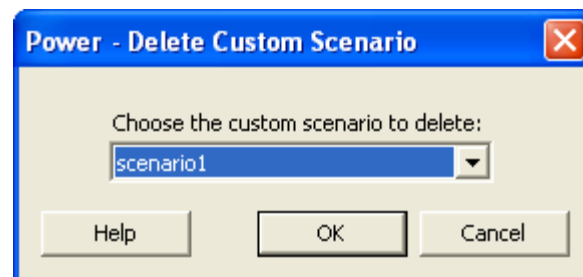 Power - Delete Custom Scenario
Choose the custom scenario to delete:
scenario1
Help OK Cancel